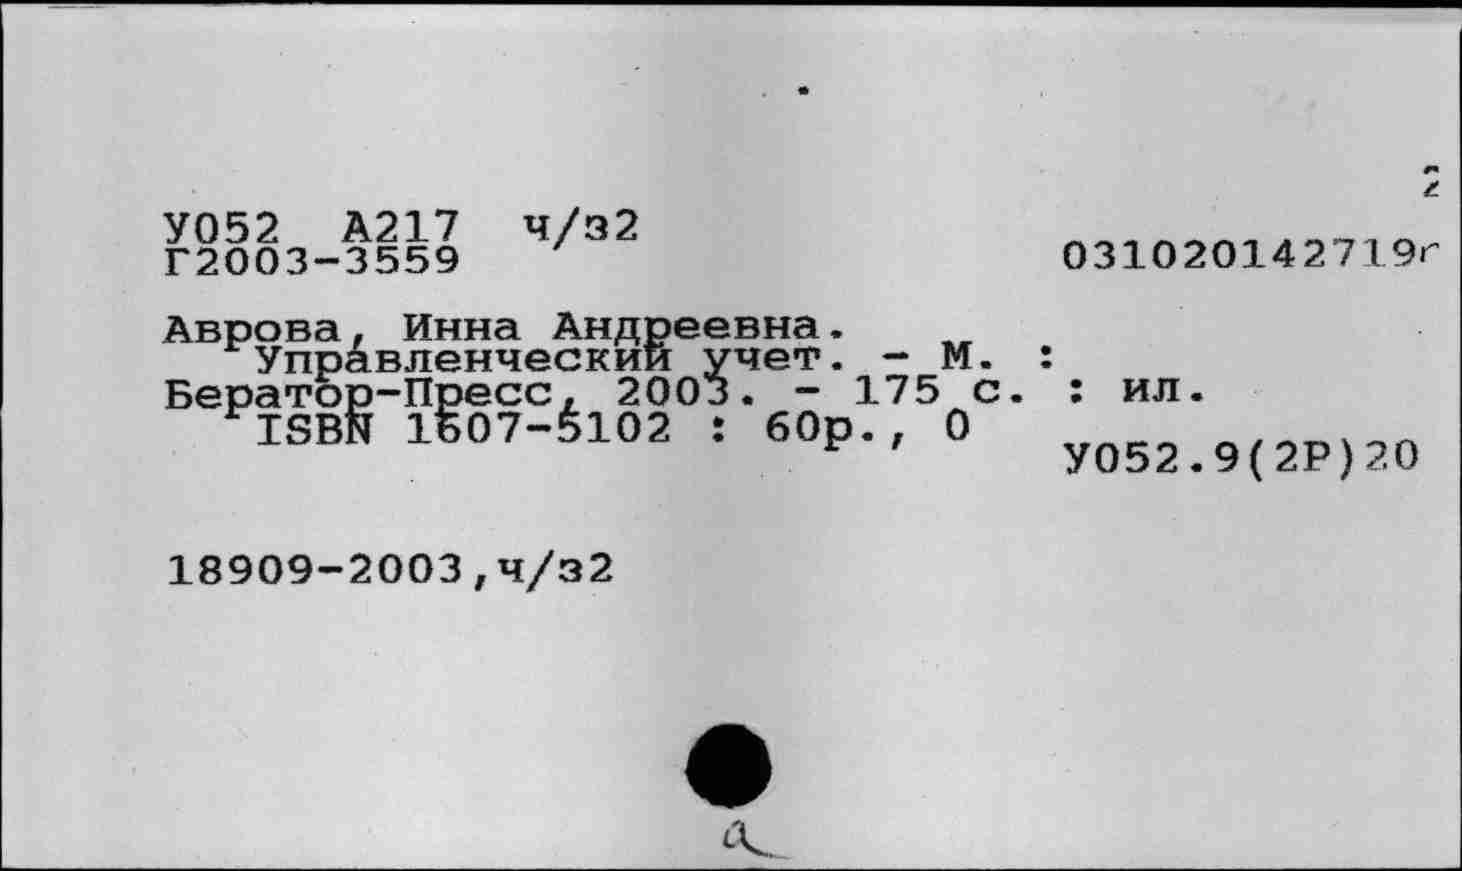 У052 А217 ч/з2
Г2003-3559
031020142719г
Аврова, Инна Андреевна.
Управленческий учет. - М. :
Бератор-Пресс, 2003. - 175 с. : ил.
ISBN 1607-5102 : 60р., 0
У052.9(2Р)20
18909-2003,ч/з2